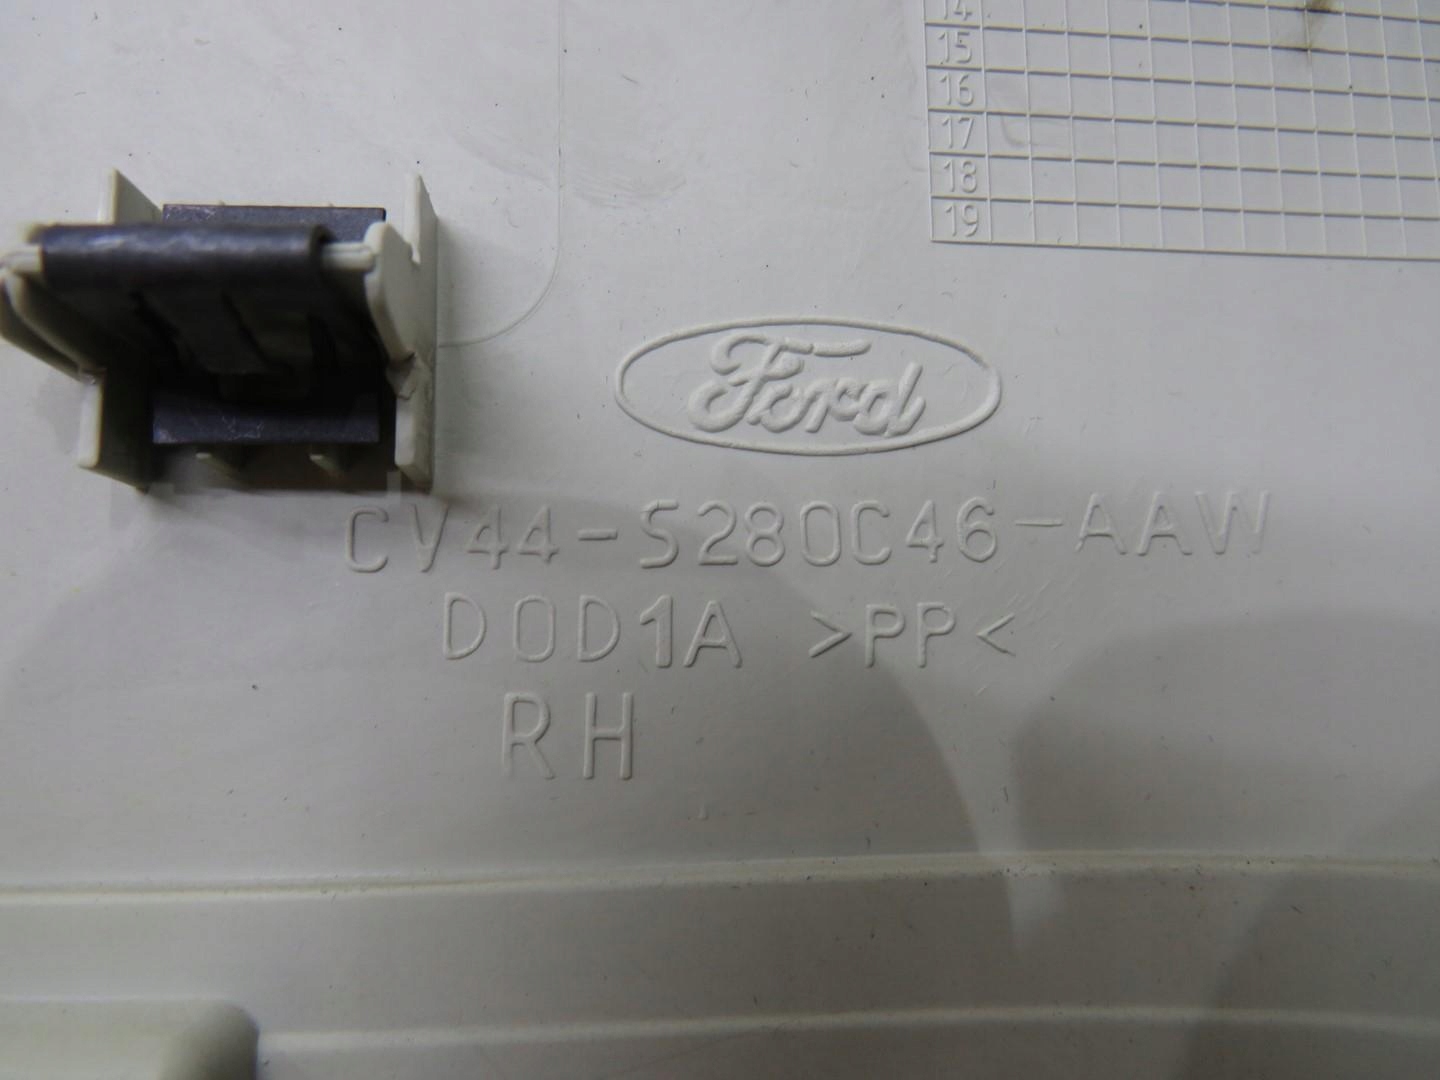 14
15
16
17
18
19
Ford
CV44-S280C46-AAW
D0D1A >PP<
RH